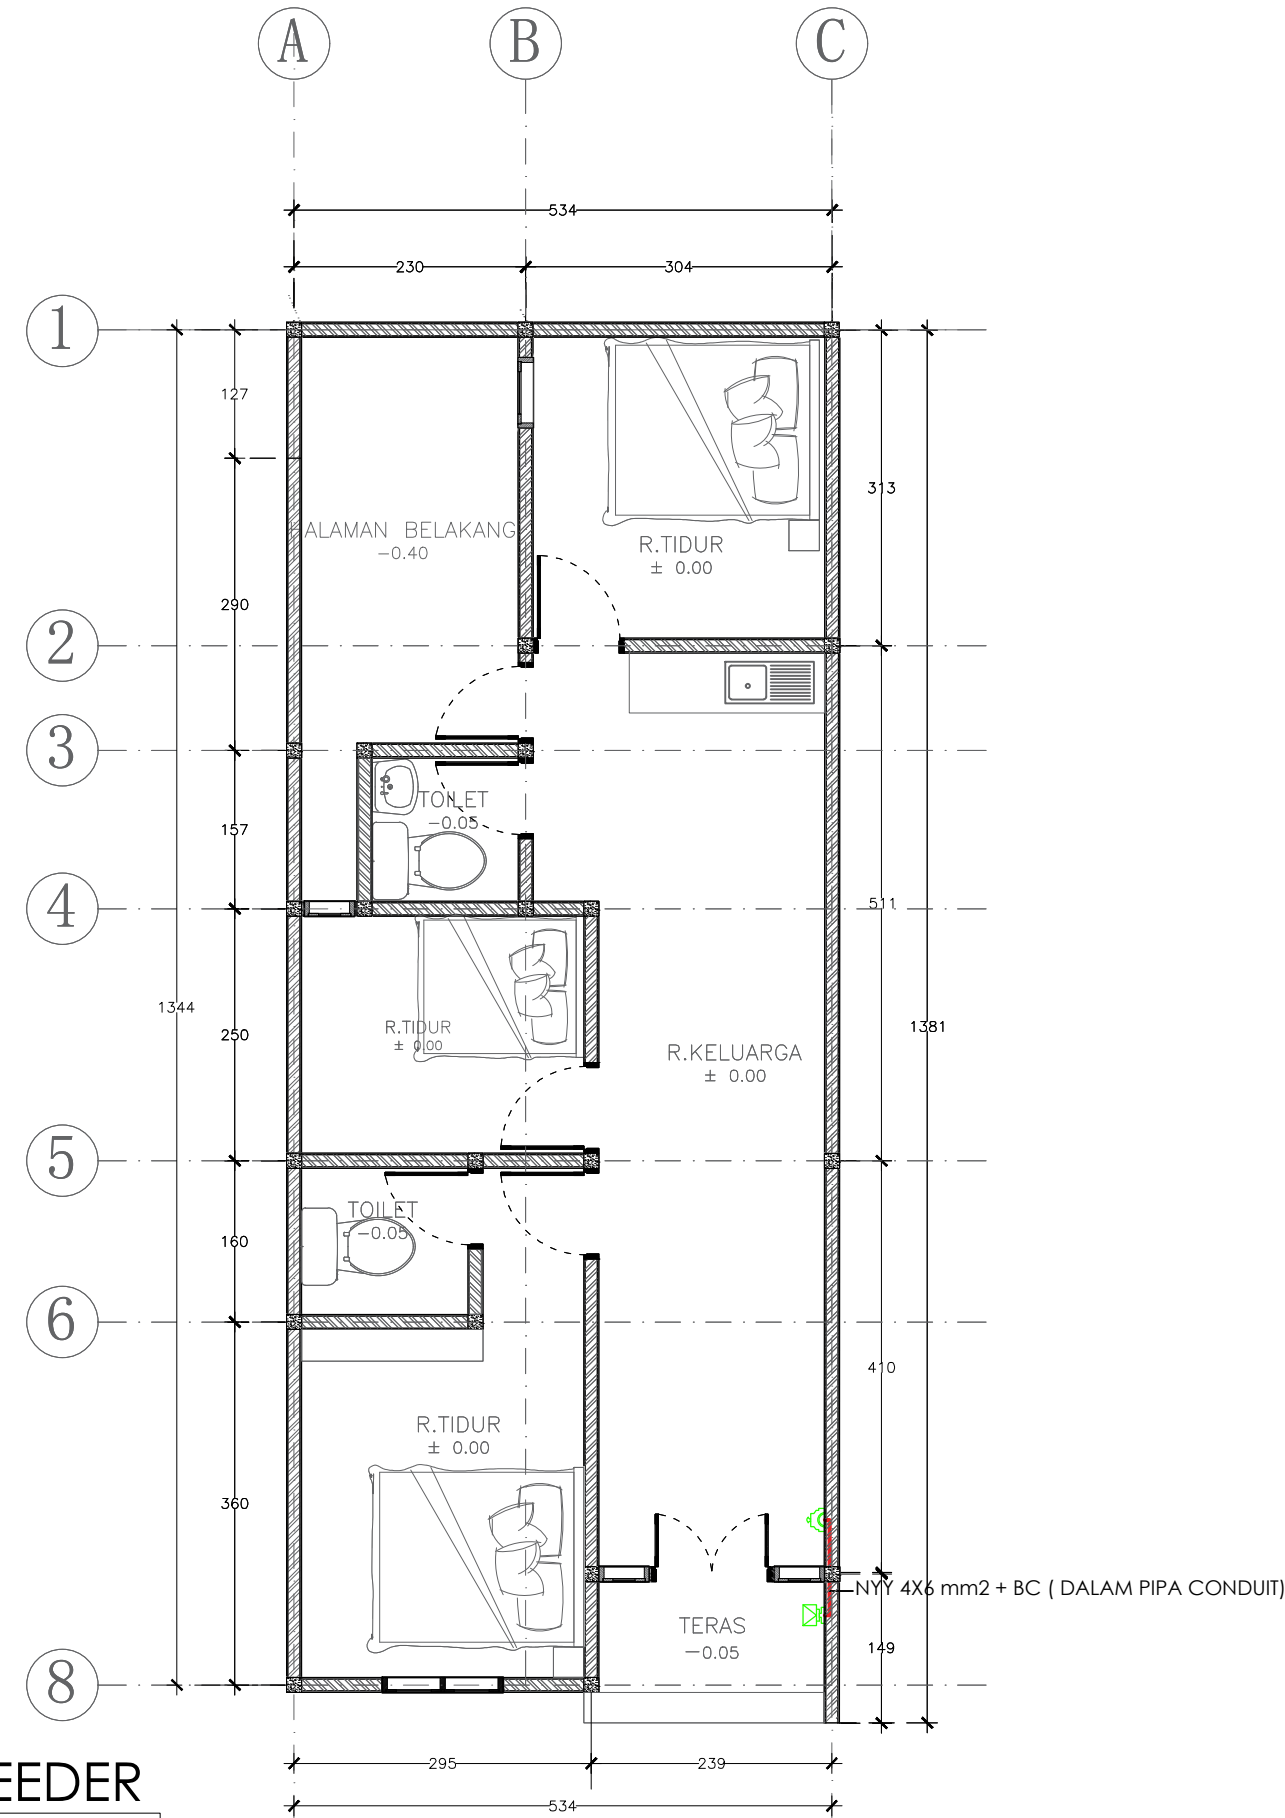 A
B
C
534
230
304
1
127
313
ALAMAN BELAKANG
-0.40
R.TIDUR
± 0.00
290
2
3
TOILET
-0.05
157
4
511
1344
250
R.TIDUR
± 0.00
1381
R.KELUARGA
± 0.00
5
TOILET
-0.05
160
6
410
R.TIDUR
± 0.00
360
NYY 4X6 mm2 + BC ( DALAM PIPA CONDUIT)
TERAS
-0.05
149
8
295
239
EEDER
534